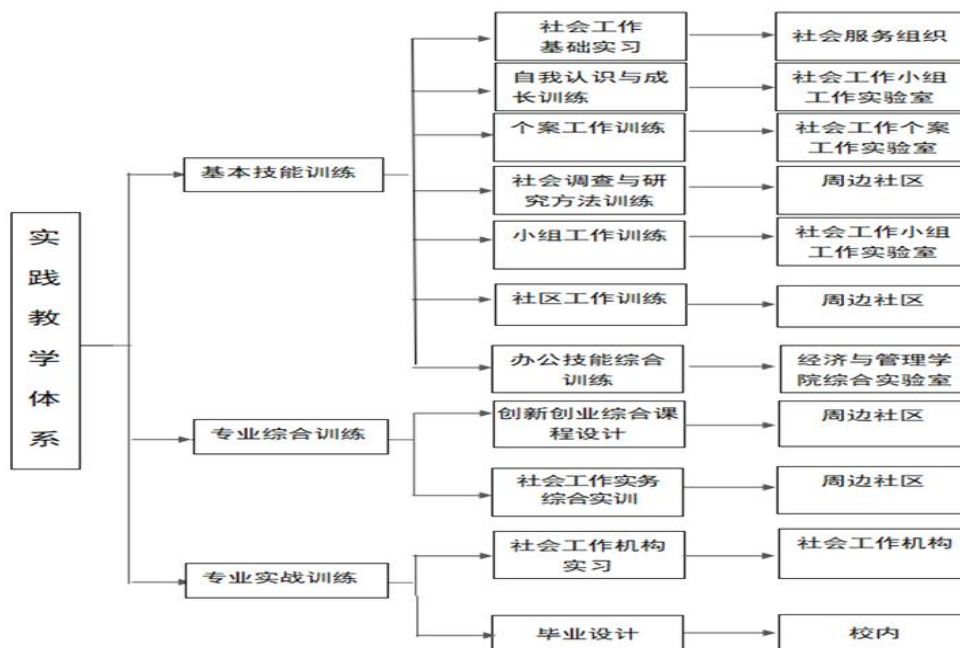 实践教学体系
基本技能训练
社会工作
基础实习
社会服务组织
自我认识与成
长训练
社会工作小组
工作实验室
个案工作训练
社会工作个案
工作实验室
社会调查与研
究方法训练
周边社区
小组工作训练
社会工作小组
工作实验室
社区工作训练
周边社区
办公技能综合
训练
经济与管理学
院综合实验室
专业综合训练
创新创业综合课
程设计
周边社区
社会工作实务
综合实训
周边社区
专业实战训练
社会工作机构
实习
社会工作机构
毕业设计
校内